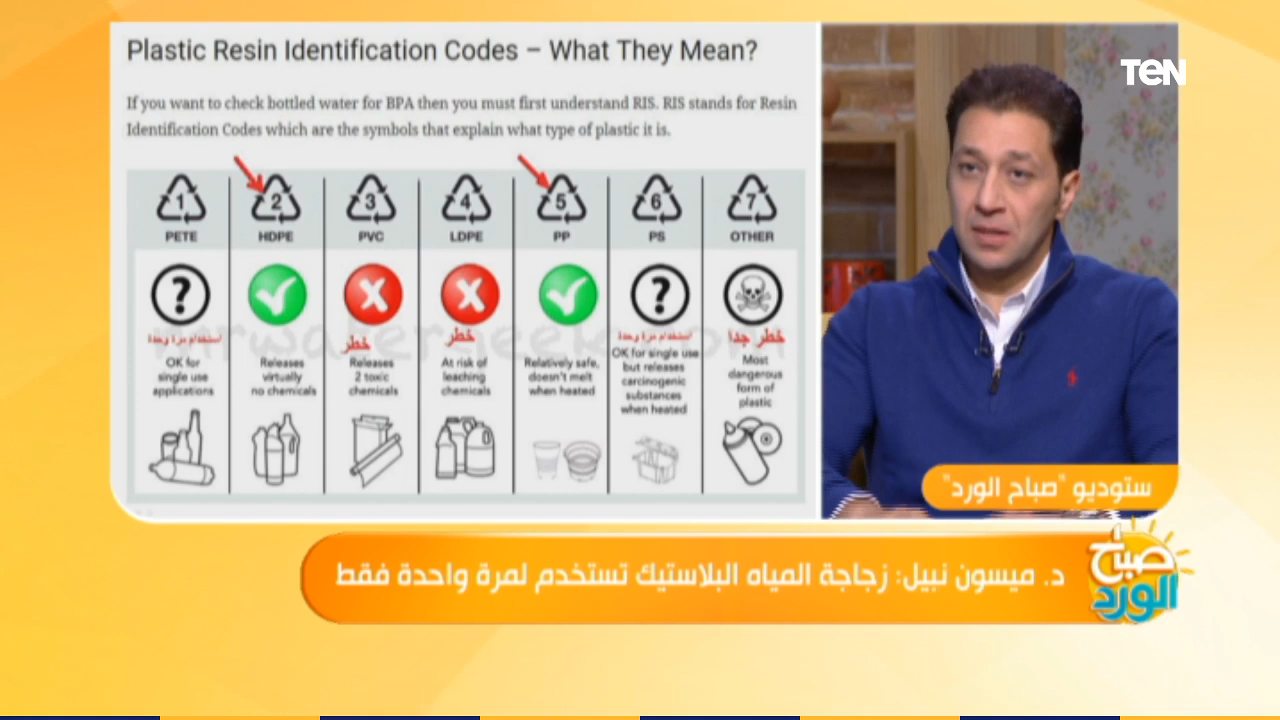 TEN
Plastic Resin Identification Codes – What They Mean?
If you want to check bottled water for BPA then you must first understand RIS. RIS stands for Resin
Identification Codes which are the symbols that explain what type of plastic it is.
1
PETE
?
استخدام مرة وحدة
OK for
single use
applications
2
HDPE
Releases
virtually
no chemicals
3
PVC
X
خطر
Releases
2 toxic
chemicals
4
LDPE
X
خطر
At risk of
leaching
chemicals
5
PP
Relatively safe,
doesn't melt
when heated
6
PS
?
استخدام مرة وحدة
OK for single use
but releases
carcinogenic
substances
when heated
7
OTHER
خطر جدا
Most
dangerous
form of
plastic
ستوديو "صباح الورد"
صباح
الورد
د. ميسون نبيل: زجاجة المياه البلاستيك تستخدم لمرة واحدة فقط